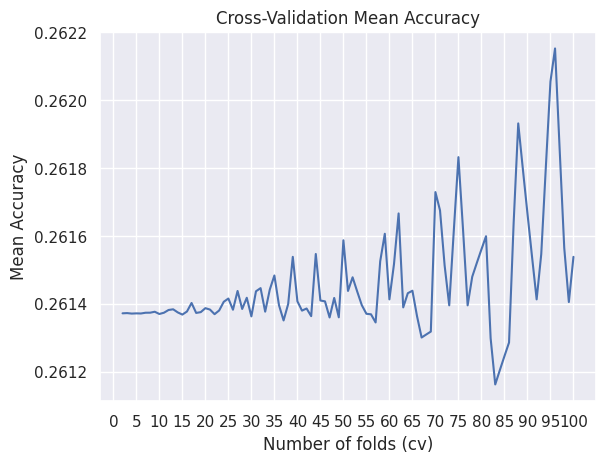 Cross-Validation Mean Accuracy
0.2622
0.2620
0.2618
0.2616
0.2614
0.2612
Mean Accuracy
0 5 10 15 20 25 30 35 40 45 50 55 60 65 70 75 80 85 90 95 100
Number of folds (cv)